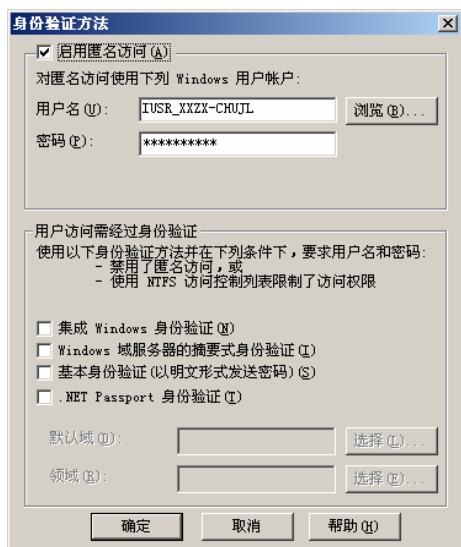 身份验证方法
启用匿名访问(A)
对匿名访问使用下列 Windows 用户帐户:
用户名(U): IUSR_XXZX-CHUJL 浏览(B)...
密码(P): **********
用户访问需经过身份验证
使用以下身份验证方法并在下列条件下，要求用户名和密码:
- 禁用了匿名访问，或
- 使用 NTFS 访问控制列表限制了访问权限
集成 Windows 身份验证(N)
Windows 域服务器的摘要式身份验证(I)
基本身份验证(以明文形式发送密码)(S)
.NET Passport 身份验证(T)
默认域(D): 选择(L)...
领域(R): 选择(E)...
确定 取消 帮助(H)